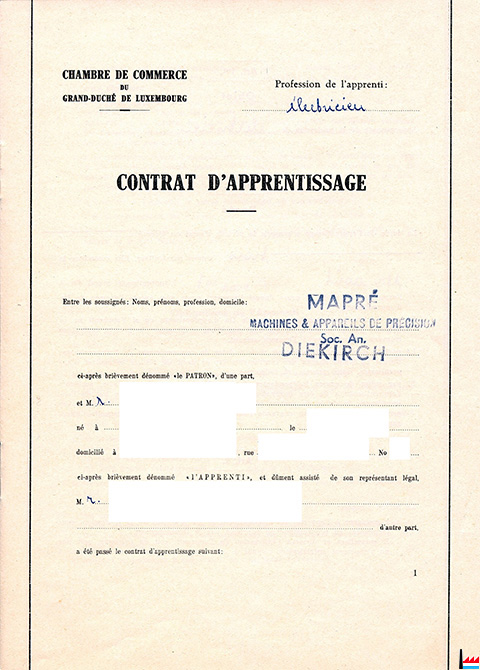 CHAMBRE DE COMMERCE
DU
GRAND-DUCHÉ DE LUXEMBOURG
Profession de l'apprenti:
électricien
CONTRAT D'APPRENTISSAGE
Entre les soussignés: Noms, prénoms, profession, domicile:
MAPRÉ
MACHINES & APPAREILS DE PRÉCISION
Soc. An.
DIEKIRCH
ci-après brièvement dénommé «le PATRON», d'une part,
et M. r.
né à le
domicilié à , rue No
ci-après brièvement dénommé «l'APPRENTI», et dûment assisté de son représentant légal,
M. r.
d'autre part,
a été passé le contrat d'apprentissage suivant:
1